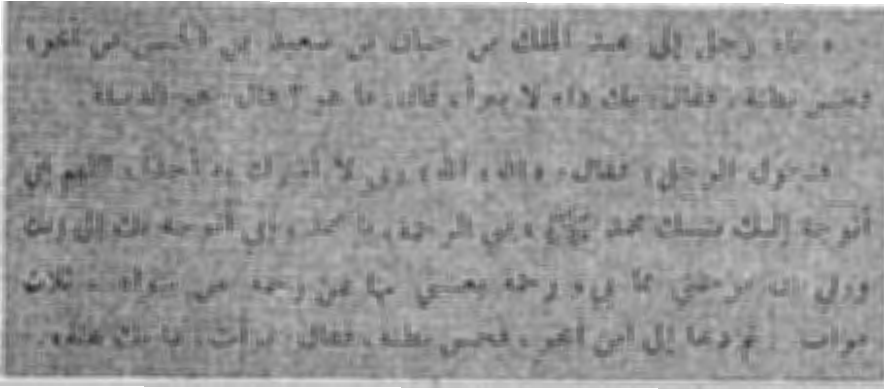 جاء رجل إلى عبد الملك بن حيان بن سعيد بن الحسن بن أبجر،
فجس بطنه، فقال: بك داء لا يبرأ، قال: ما هو؟ قال: هو الدبيلة.
فتحول الرجل، فقال: الله، الله، ربي لا أشرك به أحداً، اللهم إني
أتوجه إليك بنبيك محمد ﷺ، نبي الرحمة، يا محمد، إني أتوجه بك إلى ربك
وربي أن يرحمني مما بي، رحمة يغنيني بها عن رحمة من سواه - ثلاث
مرات - ثم دعا إلى ابن أبجر، فجس بطنه، فقال: برأت، ما بك علة.